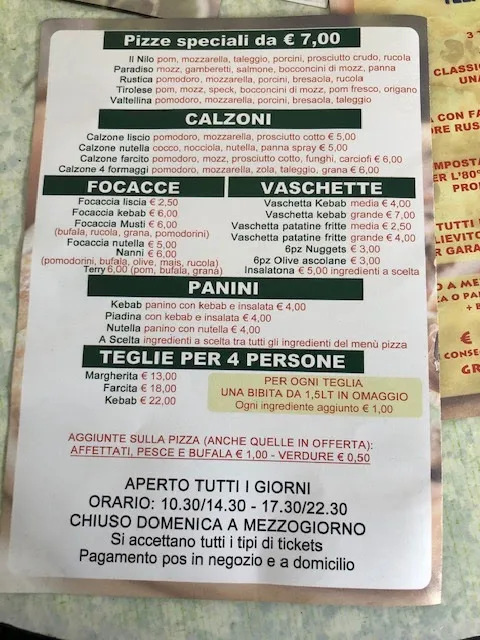 Pizze speciali da € 7,00
Il Nilo pom, mozzarella, taleggio, porcini, prosciutto crudo, rucola
Paradiso mozz, gamberetti, salmone, bocconcini di mozz, panna
Rustica pomodoro, mozzarella, porcini, bresaola, rucola
Tirolese pom, mozz, speck, bocconcini di mozz, pom fresco, origano
Valtellina pomodoro, mozzarella, porcini, bresaola, taleggio
CALZONI
Calzone liscio pomodoro, mozzarella, prosciutto cotto € 5,00
Calzone nutella cocco, nocciola, nutella, panna spray € 5,00
Calzone farcito pomodoro, mozz, prosciutto cotto, funghi, carciofi € 6,00
Calzone 4 formaggi pomodoro, mozzarella, zola, taleggio, grana € 6,00
FOCACCE
Focaccia liscia € 2,50
Focaccia kebab € 6,00
Focaccia Musti € 6,00
(bufala, rucola, grana, pomodorini)
Focaccia nutella € 5,00
Nanni € 6,00
(pomodorini, bufala, olive, mais, rucola)
Terry 6,00 (pom, bufala, grana)
VASCHETTE
Vaschetta Kebab media € 4,00
Vaschetta kebab grande € 7,00
Vaschetta patatine fritte media € 2,50
Vaschetta patatine fritte grande € 4,00
6pz Nuggets € 3,00
6pz Olive ascolane € 3,00
Insalatona € 5,00 ingredienti a scelta
PANINI
Kebab panino con kebab e insalata € 4,00
Piadina con kebab e insalata € 4,00
Nutella panino con nutella € 4,00
A Scelta ingredienti a scelta tra tutti gli ingredienti del menù pizza
TEGLIE PER 4 PERSONE
Margherita € 13,00
Farcita € 18,00
Kebab € 22,00
PER OGNI TEGLIA
UNA BIBITA DA 1,5LT IN OMAGGIO
Ogni ingrediente aggiunto € 1,00
AGGIUNTE SULLA PIZZA (ANCHE QUELLE IN OFFERTA):
AFFETTATI, PESCE E BUFALA € 1,00 - VERDURE € 0,50
APERTO TUTTI I GIORNI
ORARIO: 10.30/14.30 - 17.30/22.30
CHIUSO DOMENICA A MEZZOGIORNO
Si accettano tutti i tipi di tickets
Pagamento pos in negozio e a domicilio